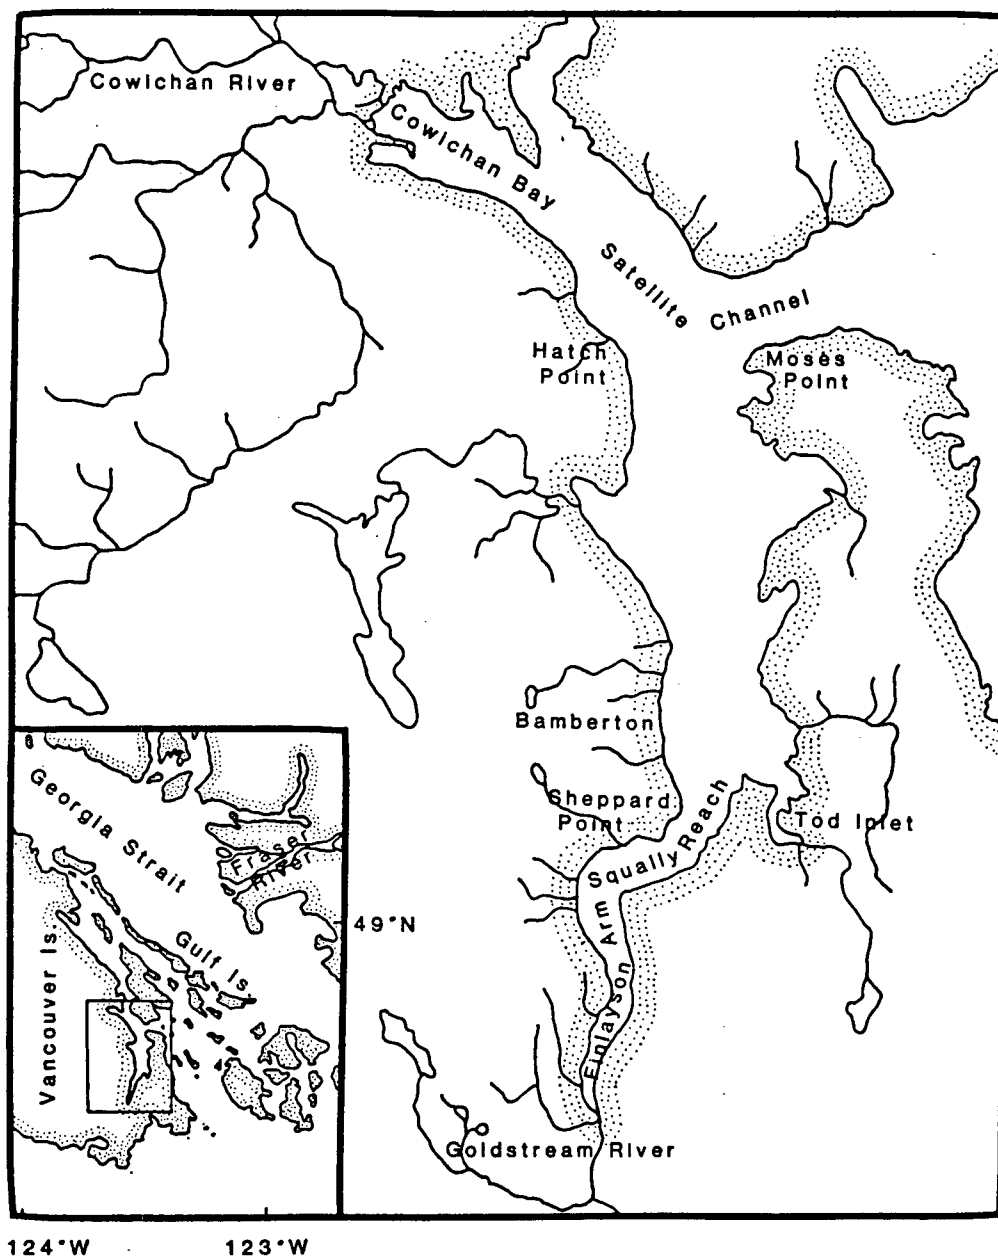 Cowichan River
Cowichan Bay
Satellite Channel
Hatch
Point
Moses
Point
Bamberton
Sheppard
Point
Squally Reach
Tod Inlet
Finlayson Arm
Goldstream River
Georgia Strait
Fraser
River
Gulf Is.
Vancouver Is.
49°N
124°W
123°W